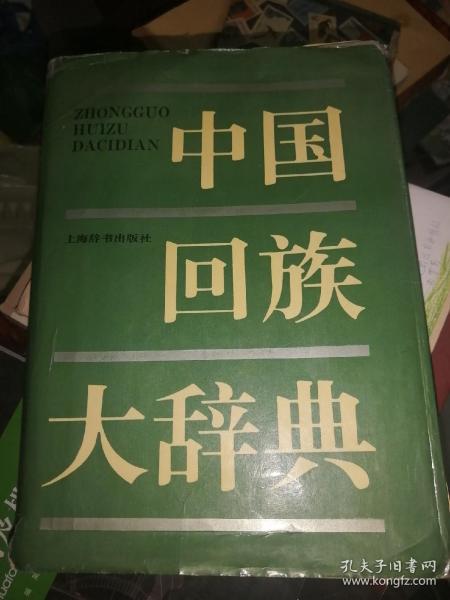 ZHONGGUO
HUIZU
DACIDIAN
中国
上海辞书出版社
回族
大辞典
孔夫子旧书网
www.kongfz.com